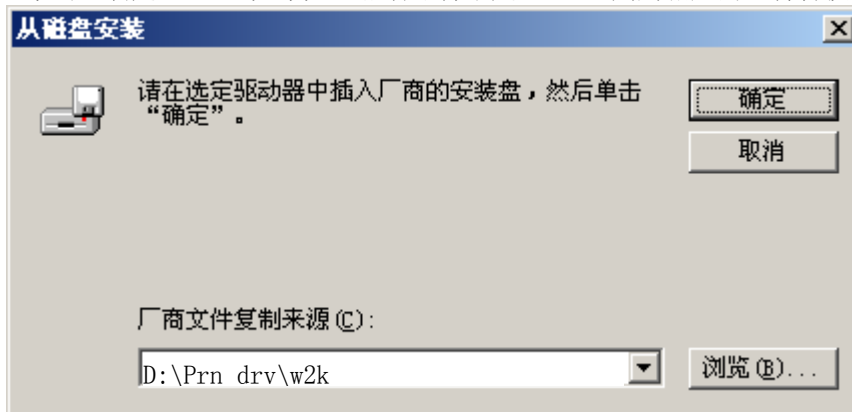 从磁盘安装
请在选定驱动器中插入厂商的安装盘，然后单击
“确定”。
确定
取消
厂商文件复制来源(C):
D:\Prn drv\w2k
浏览(B)...